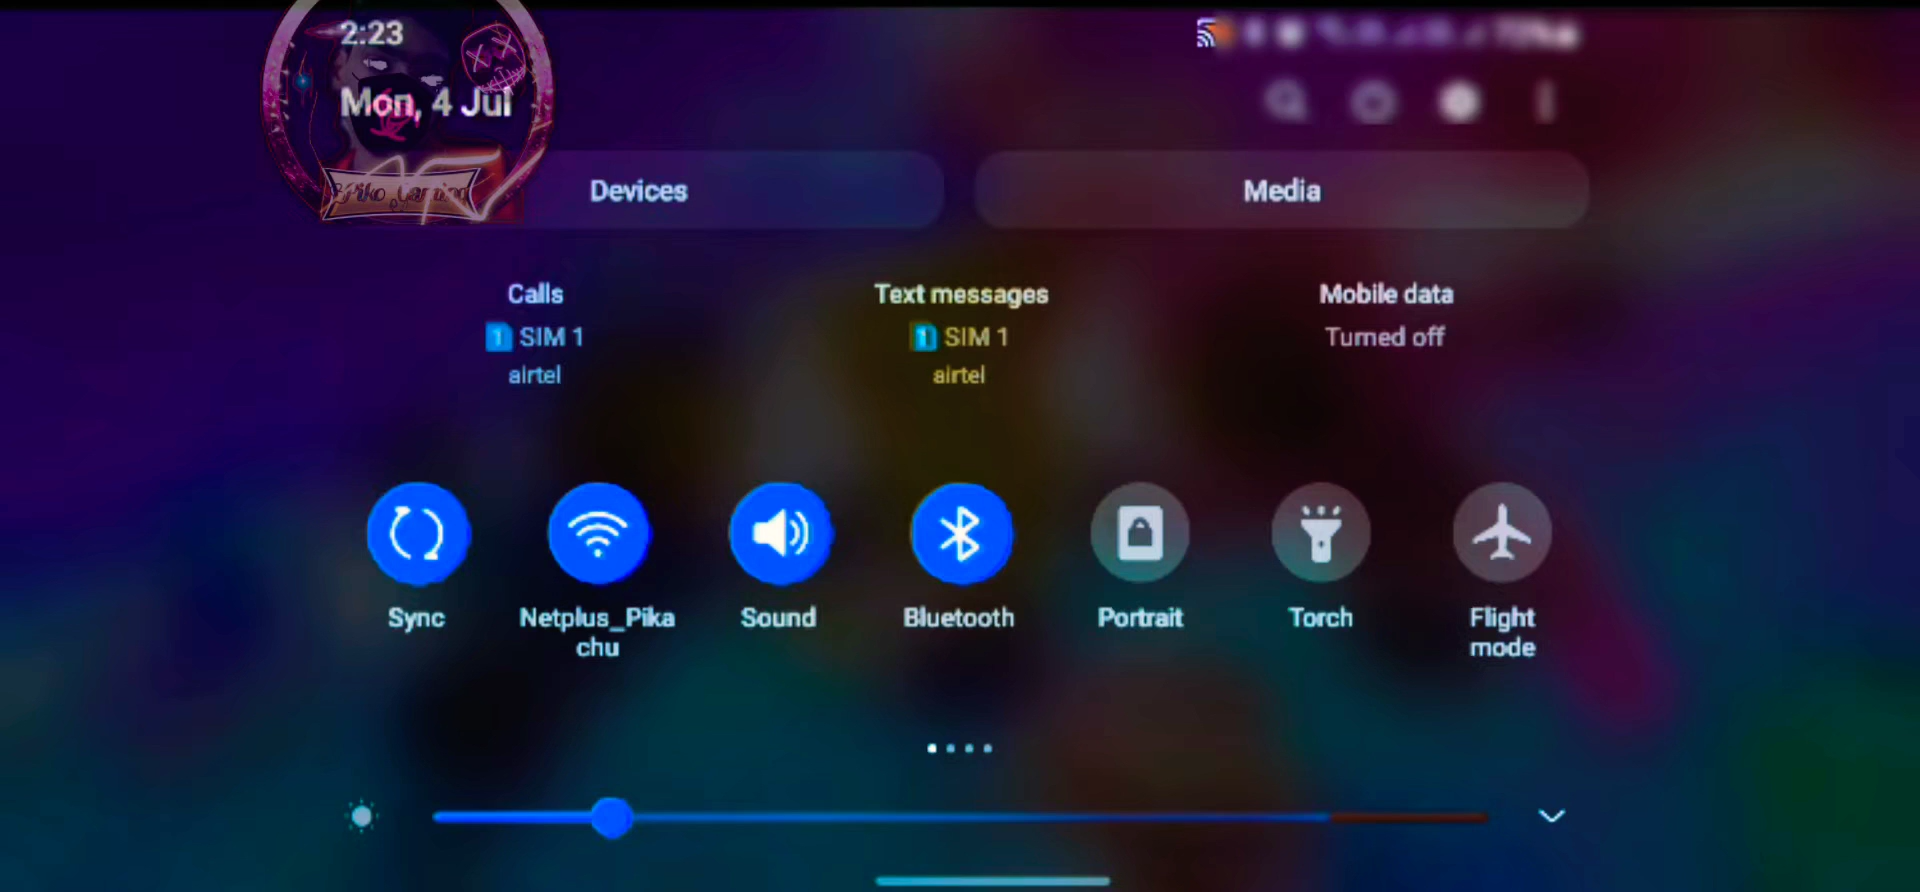 2:23
Mon, 4 Jul
Devices
Media
Calls
SIM 1
airtel
Text messages
SIM 1
airtel
Mobile data
Turned off
Sync
Netplus_Pika
chu
Sound
Bluetooth
Portrait
Torch
Flight
mode